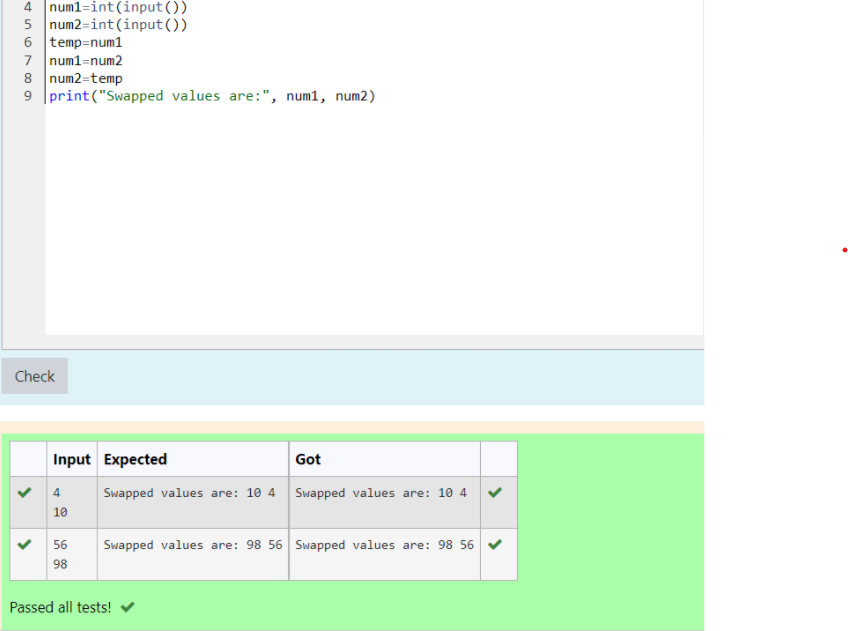 4 num1=int(input())
5 num2=int(input())
6 temp=num1
7 num1=num2
8 num2=temp
9 print("Swapped values are:", num1, num2)
Check
Input Expected Got
4 Swapped values are: 10 4 Swapped values are: 10 4
10
56 Swapped values are: 98 56 Swapped values are: 98 56
98
Passed all tests!